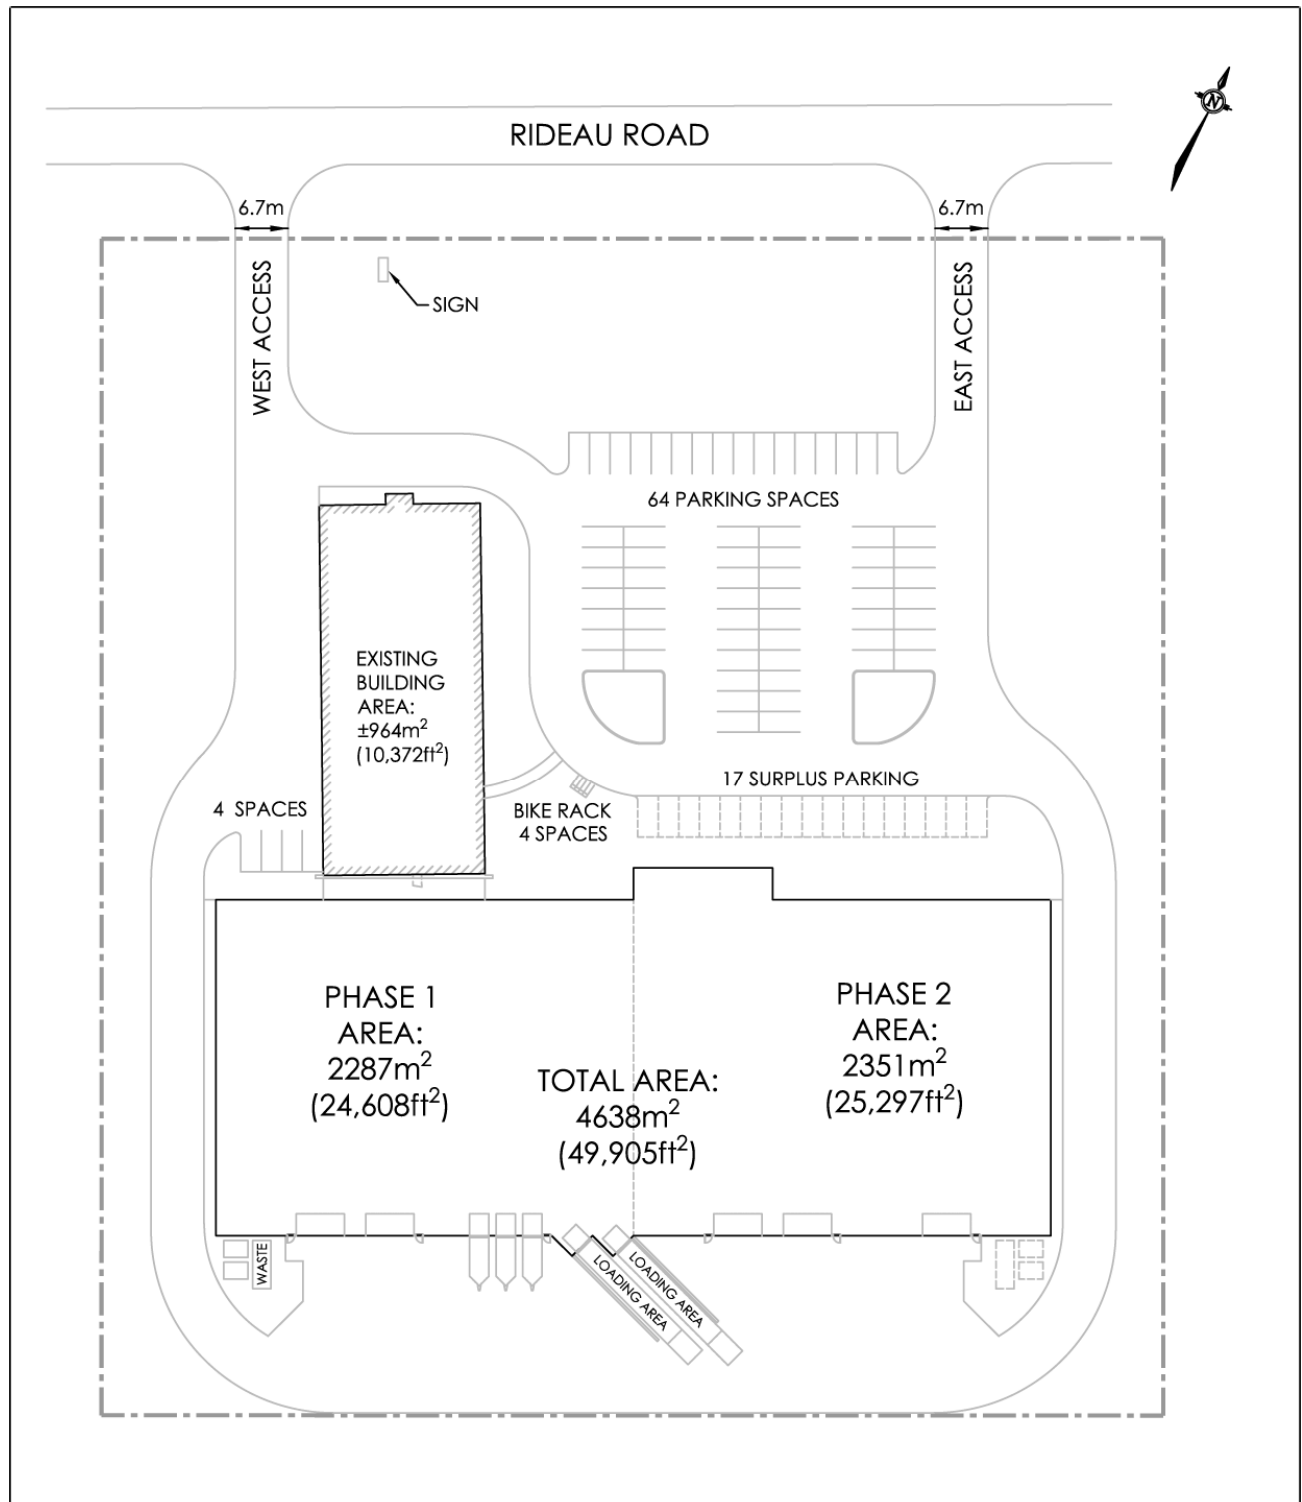 N
RIDEAU ROAD
6.7m
6.7m
WEST ACCESS
EAST ACCESS
SIGN
64 PARKING SPACES
EXISTING
BUILDING
AREA:
±964m²
(10,372ft²)
17 SURPLUS PARKING
4 SPACES
BIKE RACK
4 SPACES
PHASE 1
AREA:
2287m²
(24,608ft²)
PHASE 2
AREA:
2351m²
(25,297ft²)
TOTAL AREA:
4638m²
(49,905ft²)
WASTE
LOADING AREA
LOADING AREA